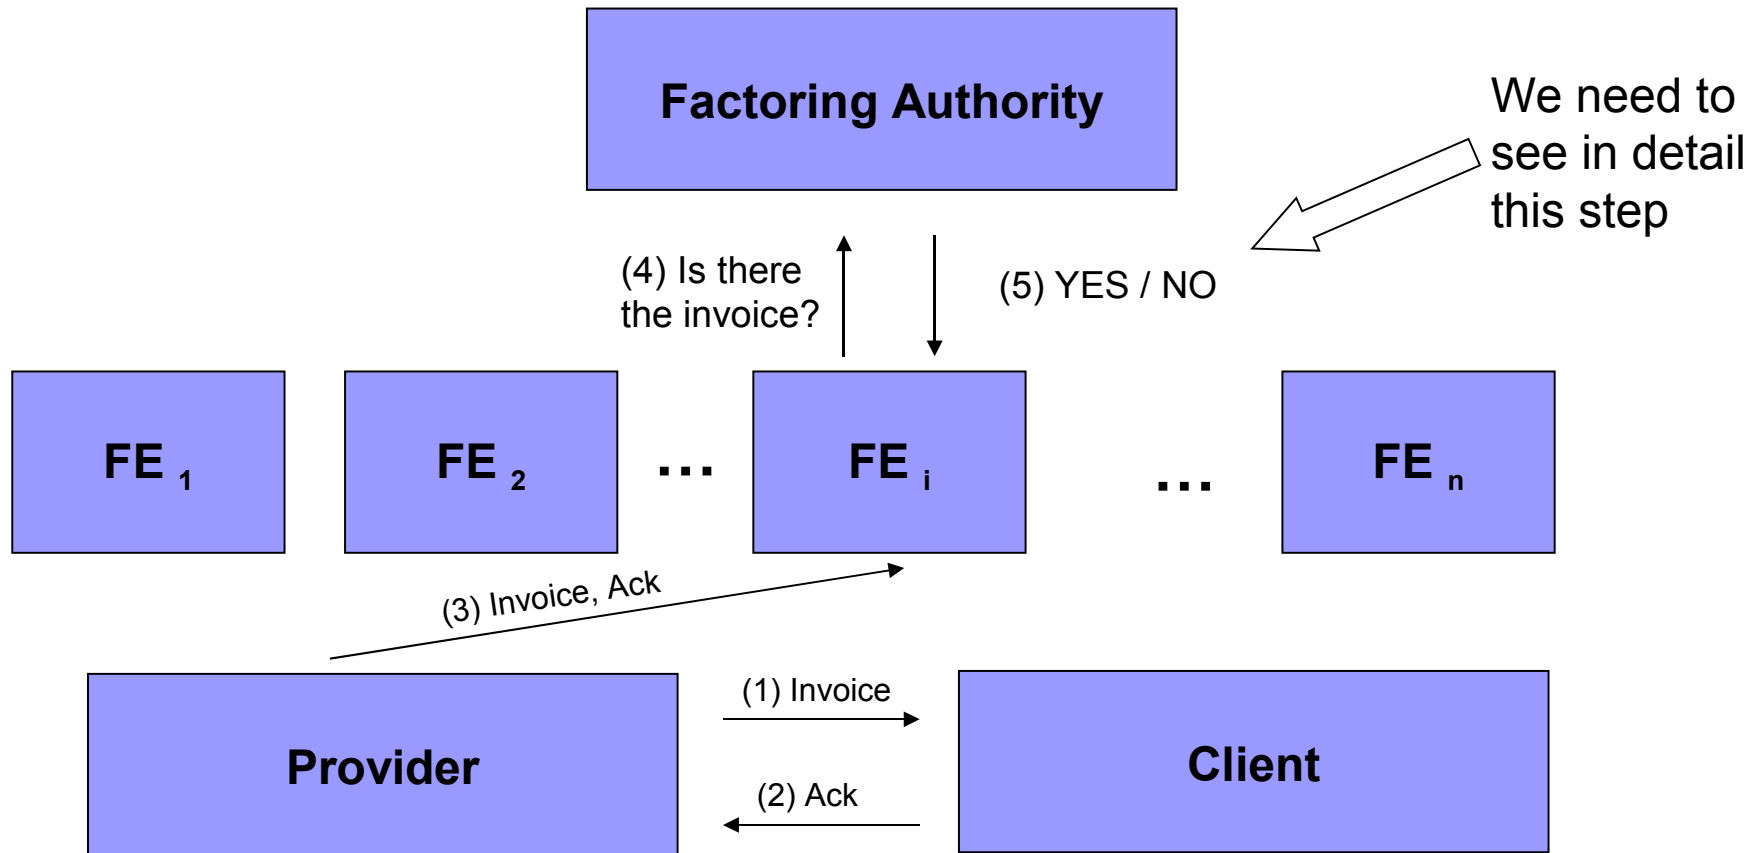 Factoring Authority
We need to
see in detail
this step
(4) Is there
the invoice?
(5) YES / NO
FE 1
FE 2
...
FE i
...
FE n
(3) Invoice, Ack
(1) Invoice
Provider
Client
(2) Ack